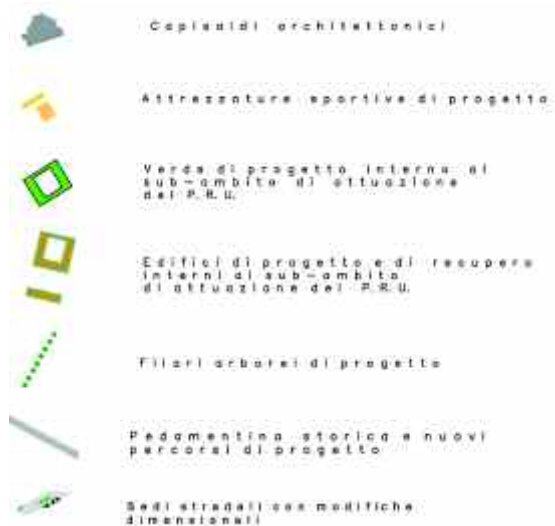 Capisaldi architettonici
Attrezzature sportive di progetto
Verde di progetto interno al
sub-ambito di attuazione
del P.R.U.
Edifici di progetto e di recupero
interni al sub-ambito
di attuazione del P.R.U.
Filari arborei di progetto
Pedamentina storica e nuovi
percorsi di progetto
Sedi stradali con modifiche
dimensionali